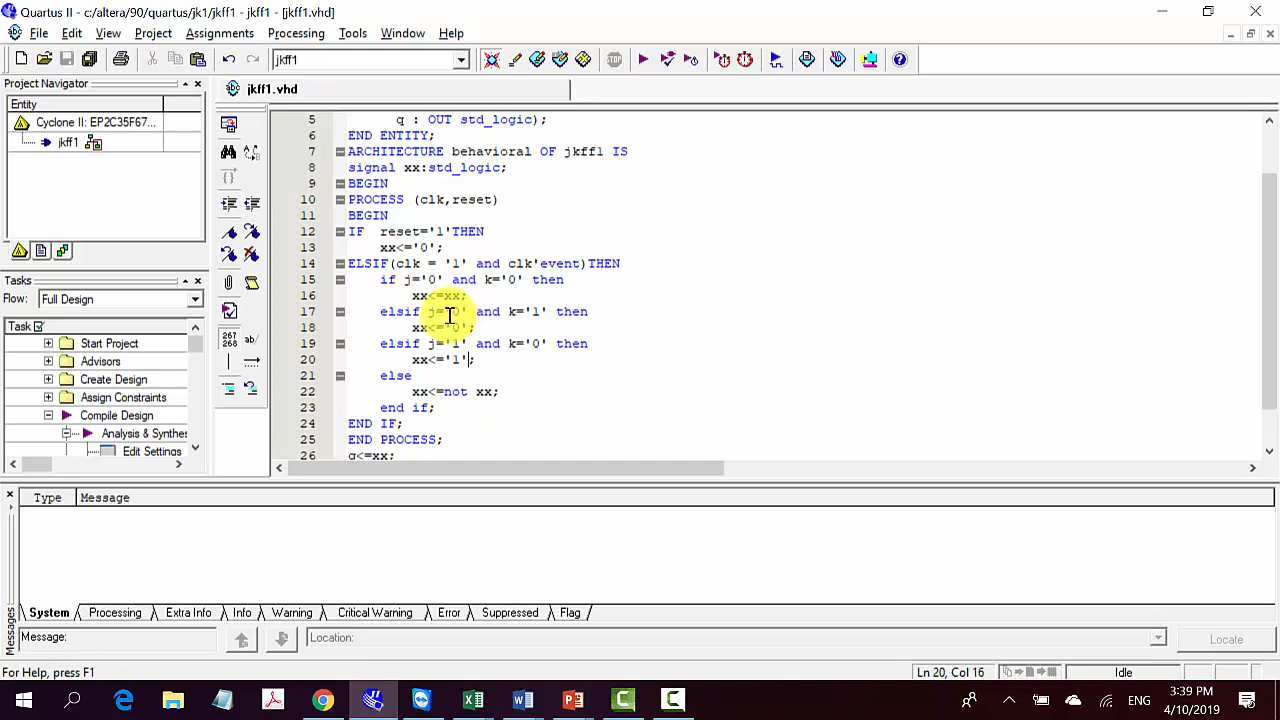 Quartus II - c:/altera/90/quartus/jk1/jkff1 - jkff1 - [jkff1.vhd]
File Edit View Project Assignments Processing Tools Window Help
jkff1
Project Navigator
jkff1.vhd
Entity
Cyclone II: EP2C35F67...
jkff1
Tasks
Flow: Full Design
Task
Start Project
Advisors
Create Design
Assign Constraints
Compile Design
Analysis & Synthes
Edit Settings
267
268
ab/
5 q : OUT std_logic);
6 END ENTITY;
7 ARCHITECTURE behavioral OF jkff1 IS
8 signal xx:std_logic;
9 BEGIN
10 PROCESS (clk,reset)
11 BEGIN
12 IF reset='1'THEN
13 xx<='0';
14 ELSIF(clk = '1' and clk'event)THEN
15 if j='0' and k='0' then
16 xx<=xx;
17 elsif j='0' and k='1' then
18 xx<='0';
19 elsif j='1' and k='0' then
20 xx<='1';
21 else
22 xx<=not xx;
23 end if;
24 END IF;
25 END PROCESS;
26 q<=xx;
Type Message
System Processing Extra Info Info Warning Critical Warning Error Suppressed Flag
Messages
Message: Location: Locate
For Help, press F1 Ln 20, Col 16 Idle
ENG
3:39 PM
4/10/2019